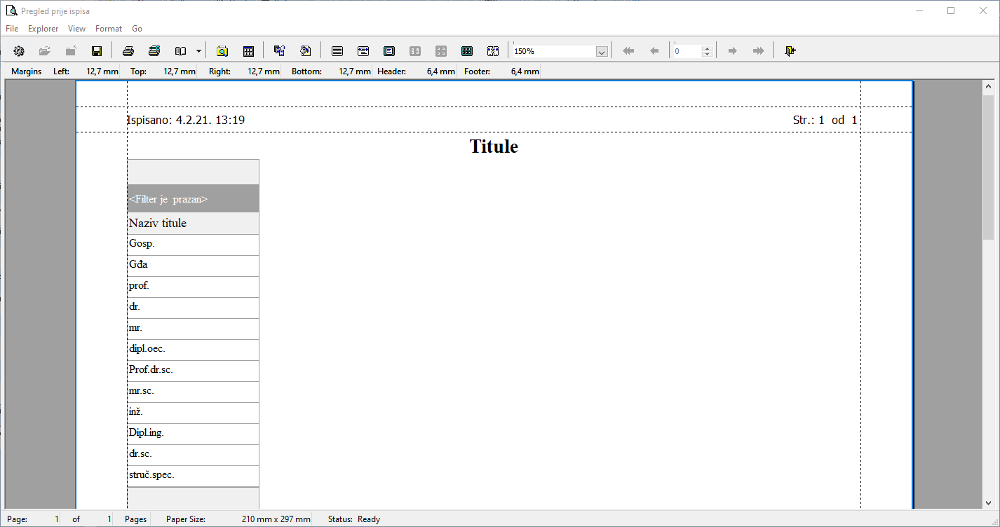 Pregled prije ispisa
File Explorer View Format Go
150% 0
Margins Left: 12,7 mm Top: 12,7 mm Right: 12,7 mm Bottom: 12,7 mm Header: 6,4 mm Footer: 6,4 mm
Ispisano: 4.2.21. 13:19 Str.: 1 od 1
Titule
<Filter je prazan>
Naziv titule
Gosp.
Gđa
prof.
dr.
mr.
dipl.oec.
Prof.dr.sc.
mr.sc.
inž.
Dipl.ing.
dr.sc.
struč.spec.
Page: 1 of 1 Pages Paper Size: 210 mm x 297 mm Status: Ready